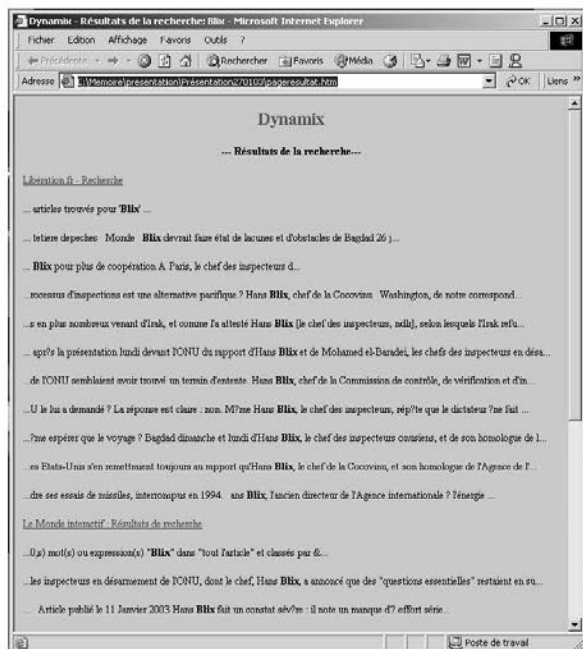 Dynamix - Résultats de la recherche: Blix - Microsoft Internet Explorer
Fichier Edition Affichage Favoris Outils ?
Précédente Rechercher Favoris Média
Adresse E:\Memoire\presentation\Présentation270103\pageresultat.htm OK Liens »
Dynamix
--- Résultats de la recherche---
Libération.fr - Recherche
... articles trouvés pour 'Blix' ...
... tetiere depeches Monde Blix devrait faire état de lacunes et d'obstacles de Bagdad 26 j...
... Blix pour plus de coopération A Paris, le chef des inspecteurs d...
...rocessus d'inspections est une alternative pacifique ? Hans Blix, chef de la Cocovinu Washington, de notre correspond...
...s en plus nombreux venant d'Irak, et comme l'a attesté Hans Blix [le chef des inspecteurs, ndlr], selon lesquels l'Irak refu...
... apr?s la présentation lundi devant l'ONU du rapport d'Hans Blix et de Mohamed el-Baradei, les chefs des inspecteurs en désa...
...de l'ONU semblaient avoir trouvé un terrain d'entente. Hans Blix, chef de la Commission de contrôle, de vérification et d'in...
...U le lui a demandé ? La réponse est claire : non. M?me Hans Blix, le chef des inspecteurs, rép?te que le dictateur ?ne fait ...
...?me espérer que le voyage ? Bagdad dimanche et lundi d'Hans Blix, le chef des inspecteurs onusiens, et de son homologue de l...
...es Etats-Unis s'en remettraient toujours au rapport qu'Hans Blix, le chef de la Cocovinu, et son homologue de l'Agence de l'...
...dre ses essais de missiles, interrompus en 1994. ans Blix, l'ancien directeur de l'Agence internationale ? l'énergie ...
Le Monde interactif : Résultats de recherche
...0,s) mot(s) ou expression(s) "Blix" dans "tout l'article" et classés par &...
...les inspecteurs en désarmement de l'ONU, dont le chef, Hans Blix, a annoncé que des "questions essentielles" restaient en su...
... Article publié le 11 Janvier 2003 Hans Blix fait un constat sév?re : il note un manque d? effort série...
Poste de travail